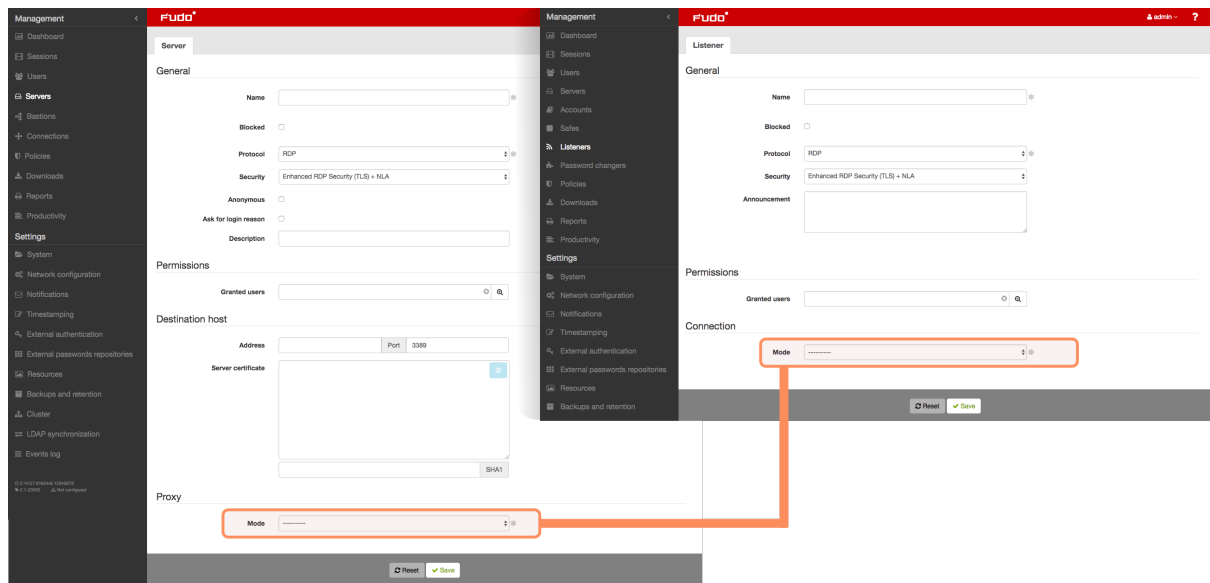 Management
Dashboard
Sessions
Users
Servers
Bastions
Connections
Policies
Downloads
Reports
Productivity
Settings
System
Network configuration
Notifications
Timestamping
External authentication
External passwords repositories
Resources
Backups and retention
Cluster
LDAP synchronization
Events log
FUDO
Server
General
Name
Blocked
Protocol RDP
Security Enhanced RDP Security (TLS) + NLA
Anonymous
Ask for login reason
Description
Permissions
Granted users
Destination host
Address Port 3389
Server certificate
SHA1
Proxy
Mode ---------
Reset Save
Management
Dashboard
Sessions
Users
Servers
Accounts
Safes
Listeners
Password changers
Policies
Downloads
Reports
Productivity
Settings
System
Network configuration
Notifications
Timestamping
External authentication
External passwords repositories
Resources
Backups and retention
FUDO admin ?
Listener
General
Name
Blocked
Protocol RDP
Security Enhanced RDP Security (TLS) + NLA
Announcement
Permissions
Granted users
Connection
Mode ---------
Reset Save